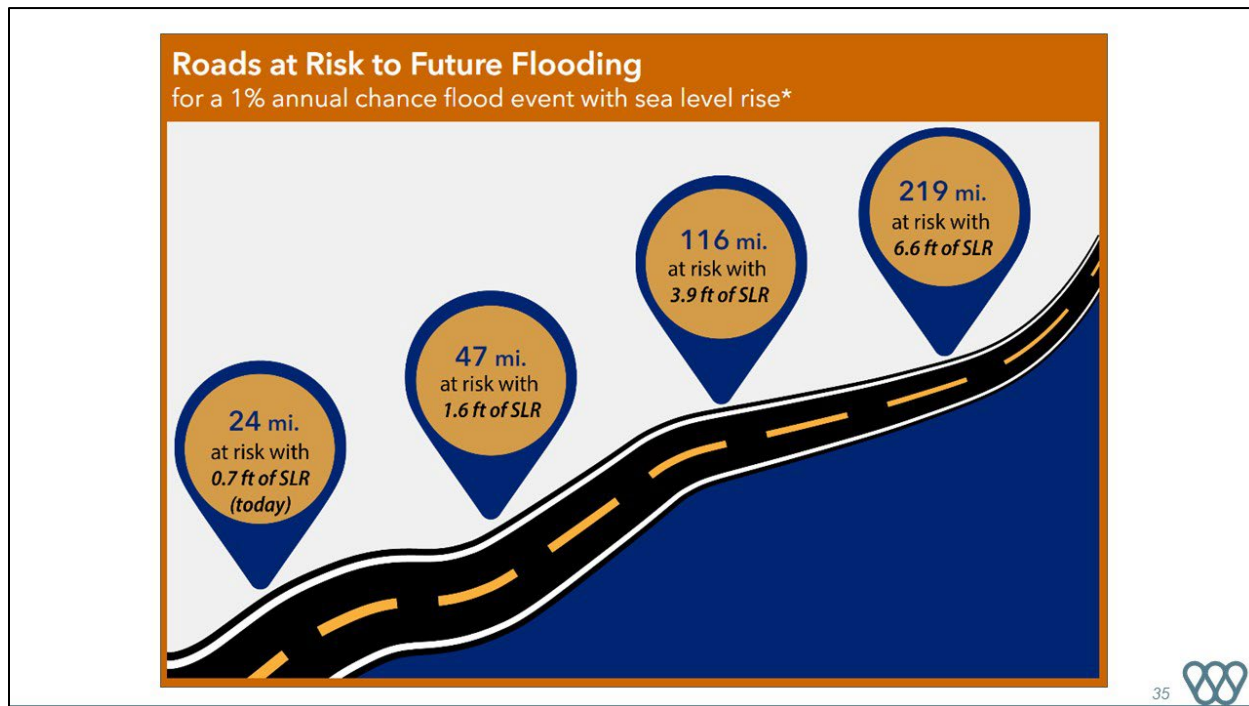 Roads at Risk to Future Flooding
for a 1% annual chance flood event with sea level rise*
24 mi.
at risk with
0.7 ft of SLR
(today)
47 mi.
at risk with
1.6 ft of SLR
116 mi.
at risk with
3.9 ft of SLR
219 mi.
at risk with
6.6 ft of SLR
35